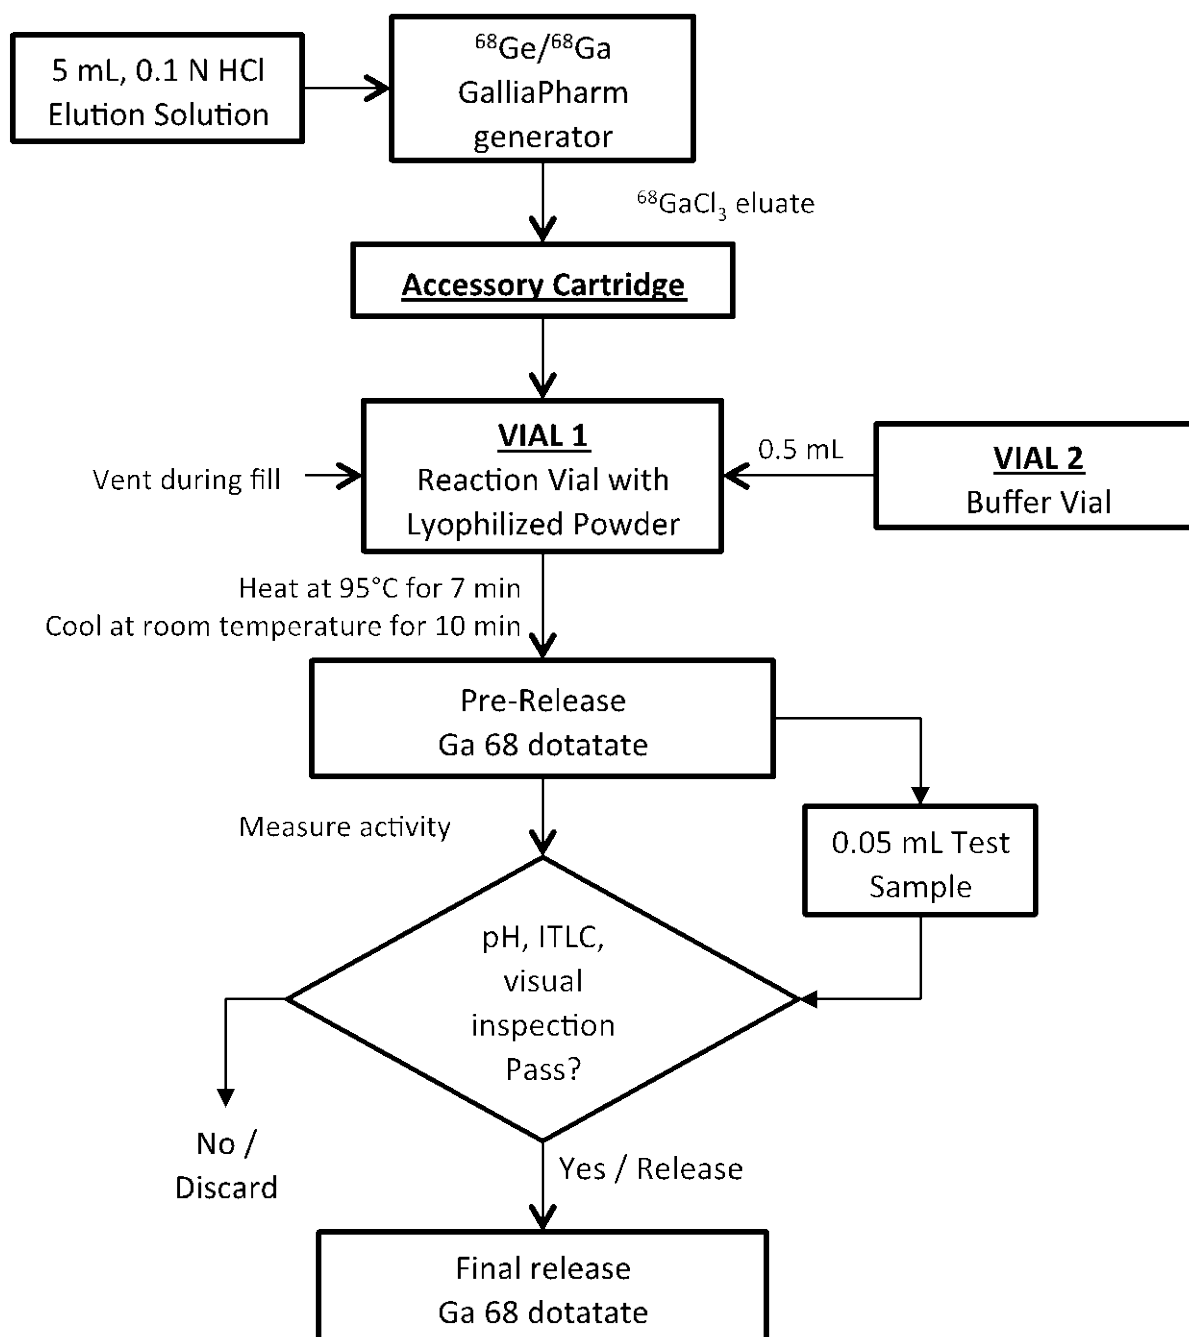 5 mL, 0.1 N HCl
Elution Solution
⁶⁸Ge/⁶⁸Ga
GalliaPharm
generator
⁶⁸GaCl₃ eluate
Accessory Cartridge
Vent during fill
VIAL 1
Reaction Vial with
Lyophilized Powder
0.5 mL
VIAL 2
Buffer Vial
Heat at 95°C for 7 min
Cool at room temperature for 10 min
Pre-Release
Ga 68 dotatate
Measure activity
0.05 mL Test
Sample
pH, ITLC,
visual
inspection
Pass?
No /
Discard
Yes / Release
Final release
Ga 68 dotatate